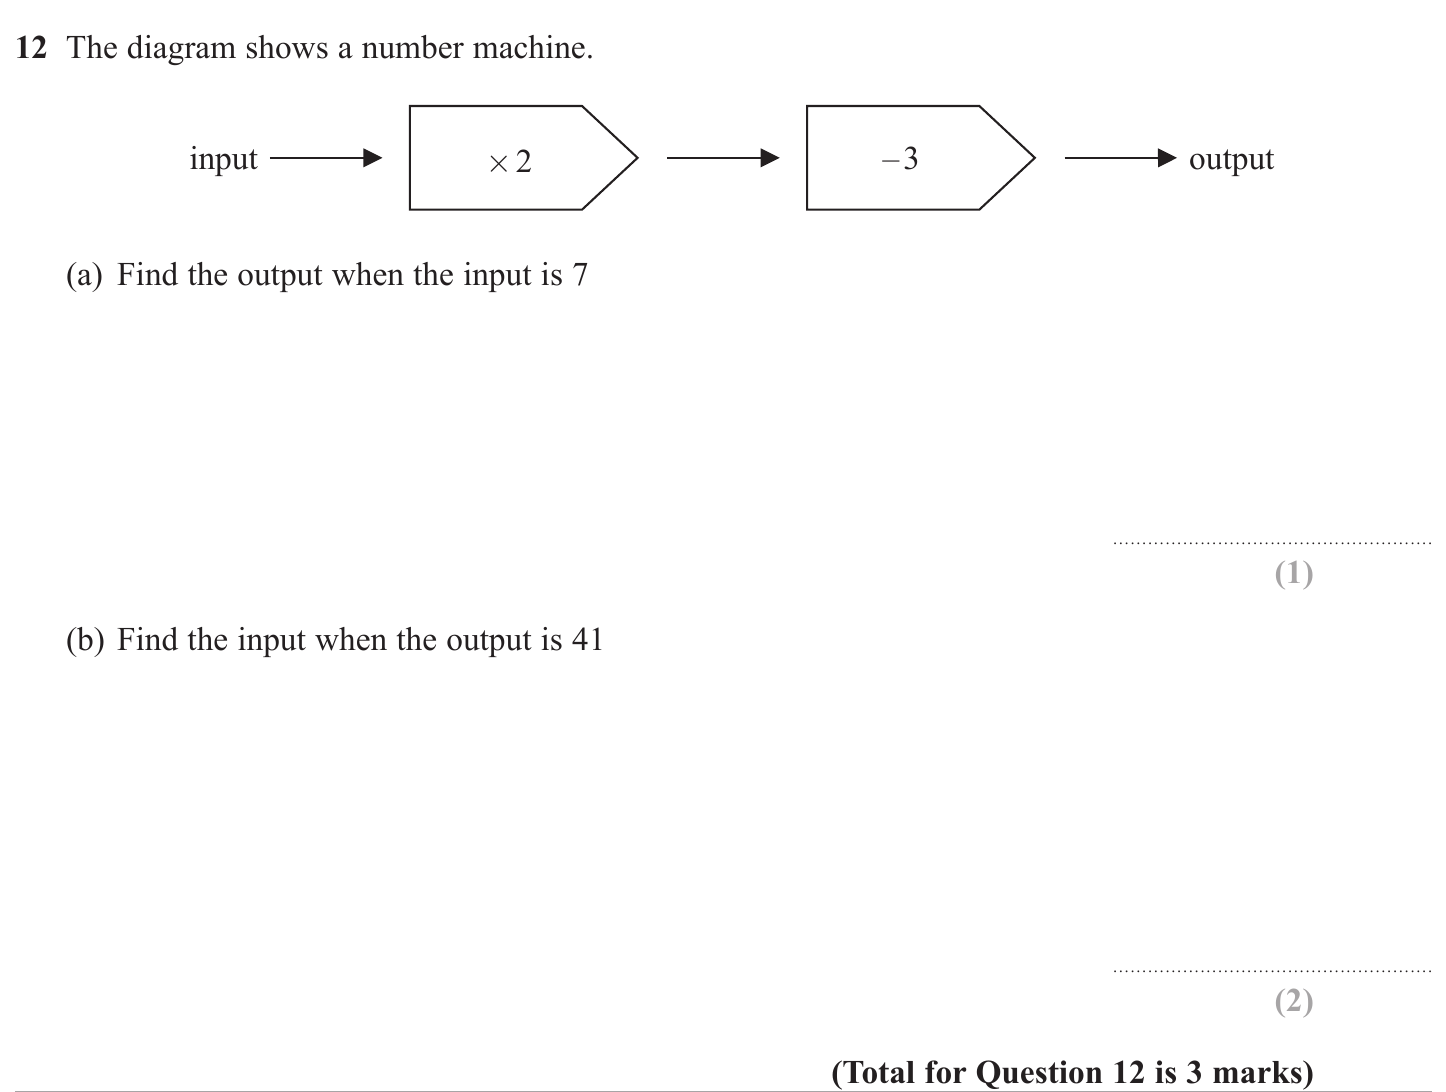 12 The diagram shows a number machine.
input × 2 −3 output
(a) Find the output when the input is 7
(1)
(b) Find the input when the output is 41
(2)
(Total for Question 12 is 3 marks)